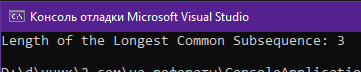 Консоль отладки Microsoft Visual Studio
Length of the Longest Common Subsequence: 3